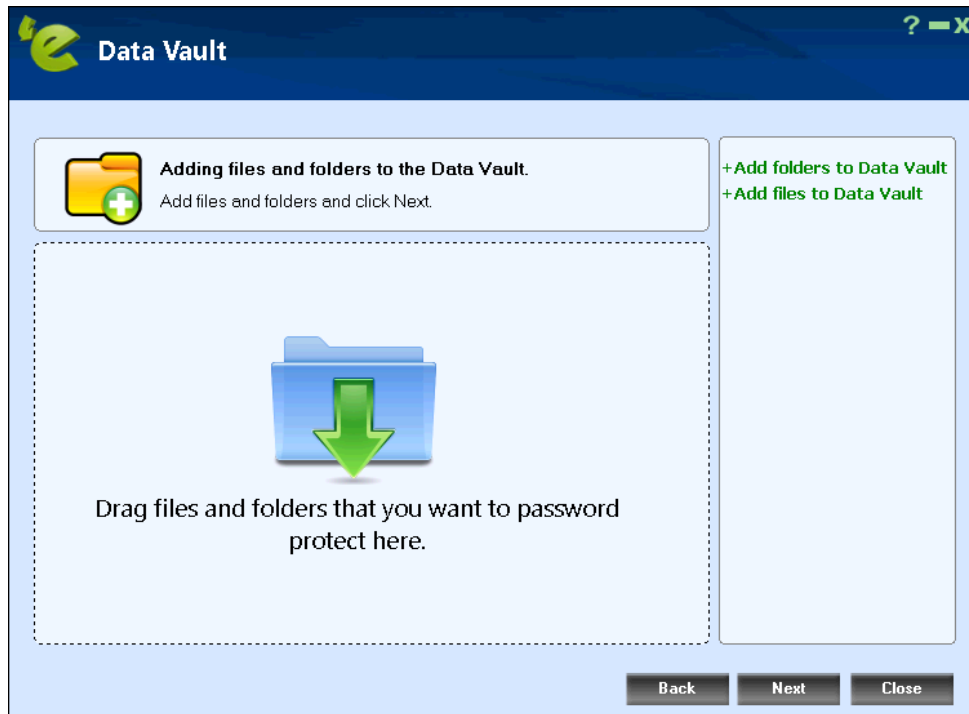 Data Vault
? – X
Adding files and folders to the Data Vault.
Add files and folders and click Next.
+Add folders to Data Vault
+Add files to Data Vault
Drag files and folders that you want to password
protect here.
Back Next Close